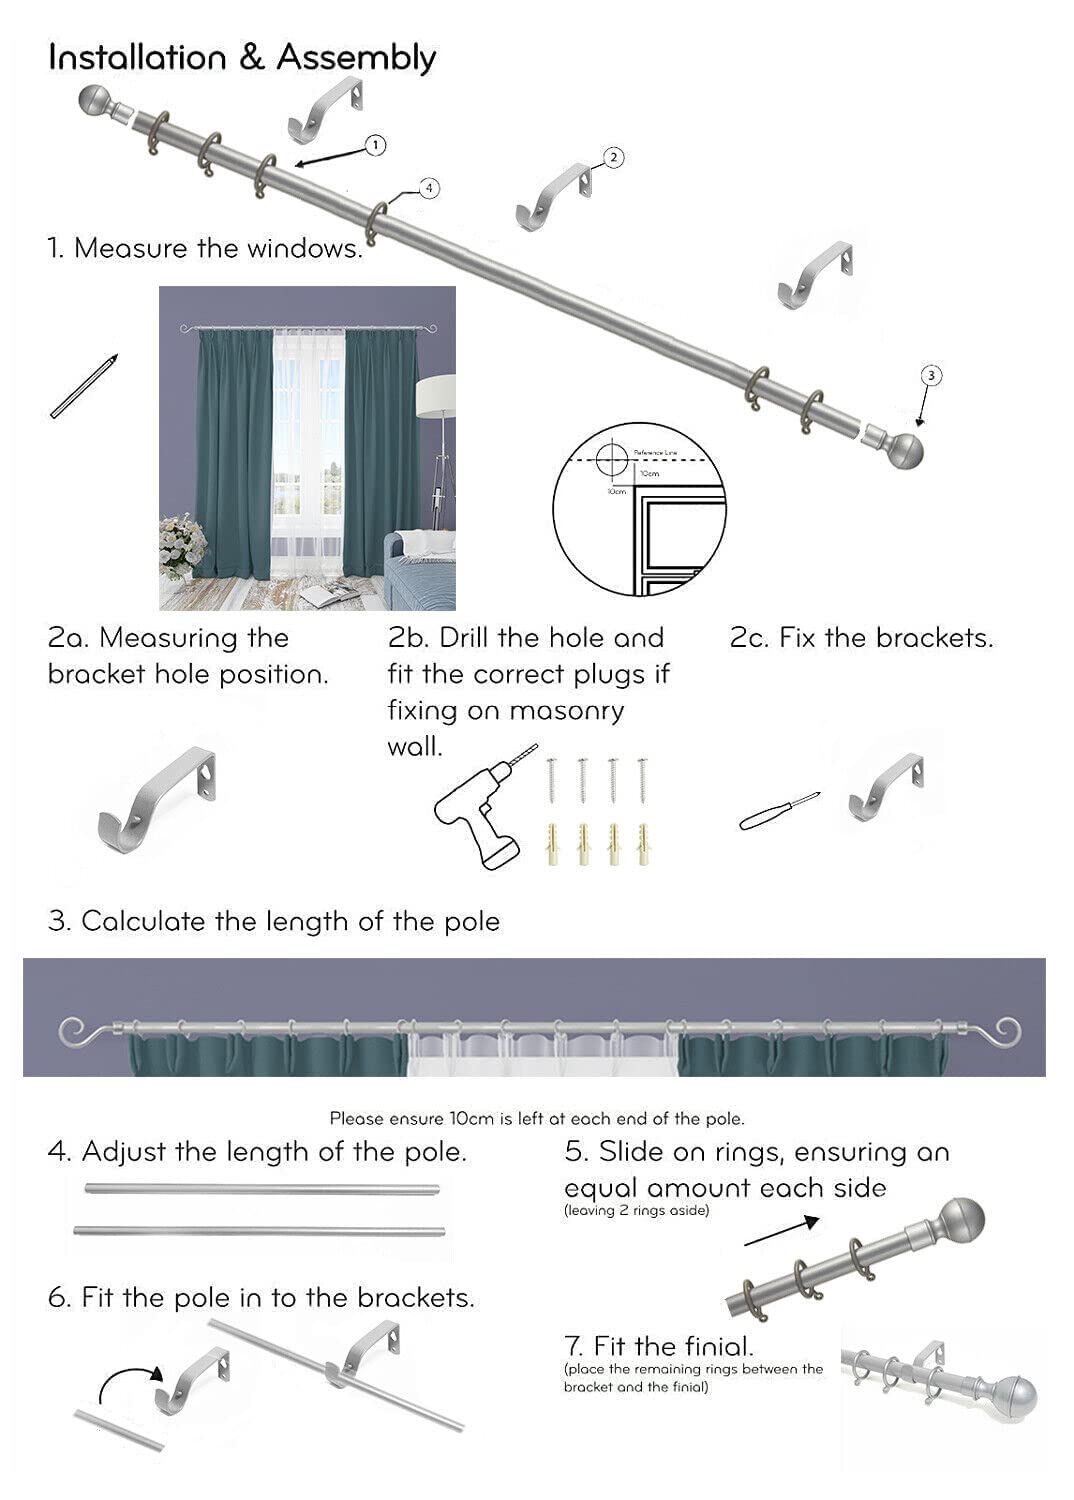 Installation & Assembly
1
2
4
1. Measure the windows.
3
Reference Line
10cm
10cm
2a. Measuring the
bracket hole position.
2b. Drill the hole and
fit the correct plugs if
fixing on masonry
wall.
2c. Fix the brackets.
3. Calculate the length of the pole
Please ensure 10cm is left at each end of the pole.
4. Adjust the length of the pole.
5. Slide on rings, ensuring an
equal amount each side
(leaving 2 rings aside)
6. Fit the pole in to the brackets.
7. Fit the finial.
(place the remaining rings between the
bracket and the finial)